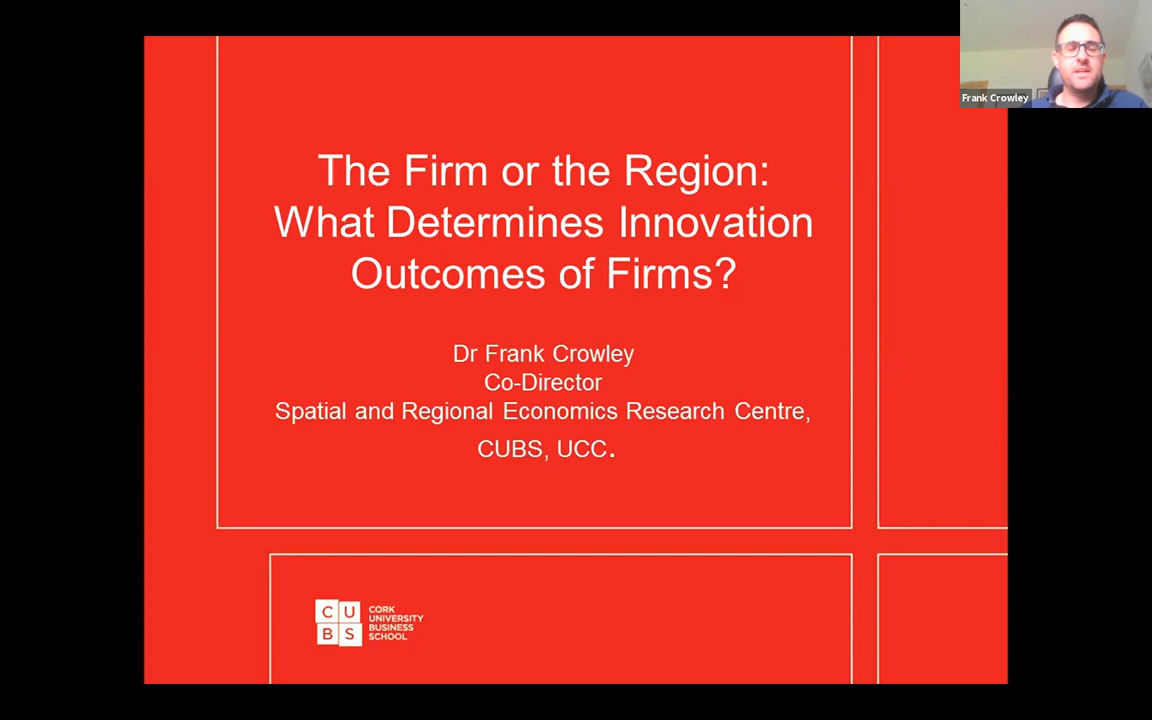 Frank Crowley
The Firm or the Region:
What Determines Innovation
Outcomes of Firms?
Dr Frank Crowley
Co-Director
Spatial and Regional Economics Research Centre,
CUBS, UCC.
C U
B S
CORK
UNIVERSITY
BUSINESS
SCHOOL